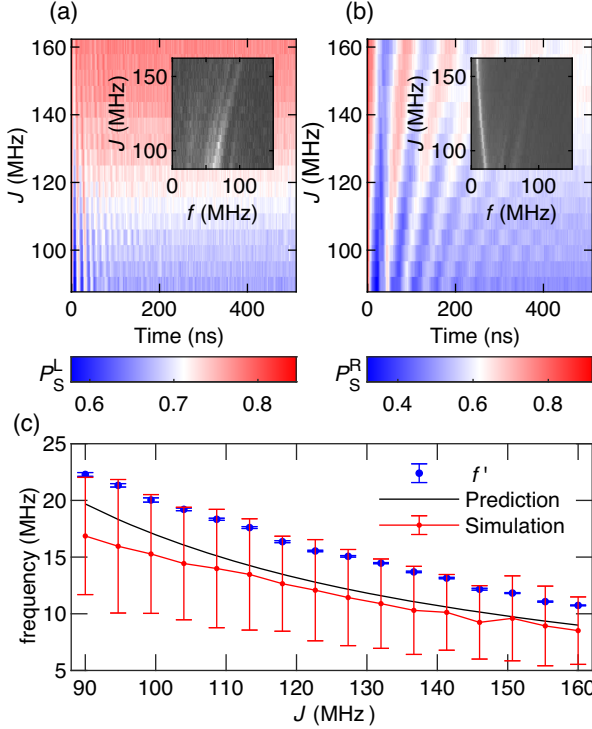 (a)
(b)
160
140
120
100
J (MHz)
0
200
400
Time (ns)
150
100
J (MHz)
0
100
f (MHz)
160
140
120
100
J (MHz)
0
200
400
Time (ns)
150
100
J (MHz)
0
100
f (MHz)
P_S^L
0.6
0.7
0.8
P_S^R
0.4
0.6
0.8
(c)
25
20
15
10
5
frequency (MHz)
f '
Prediction
Simulation
90 100 110 120 130 140 150 160
J (MHz)